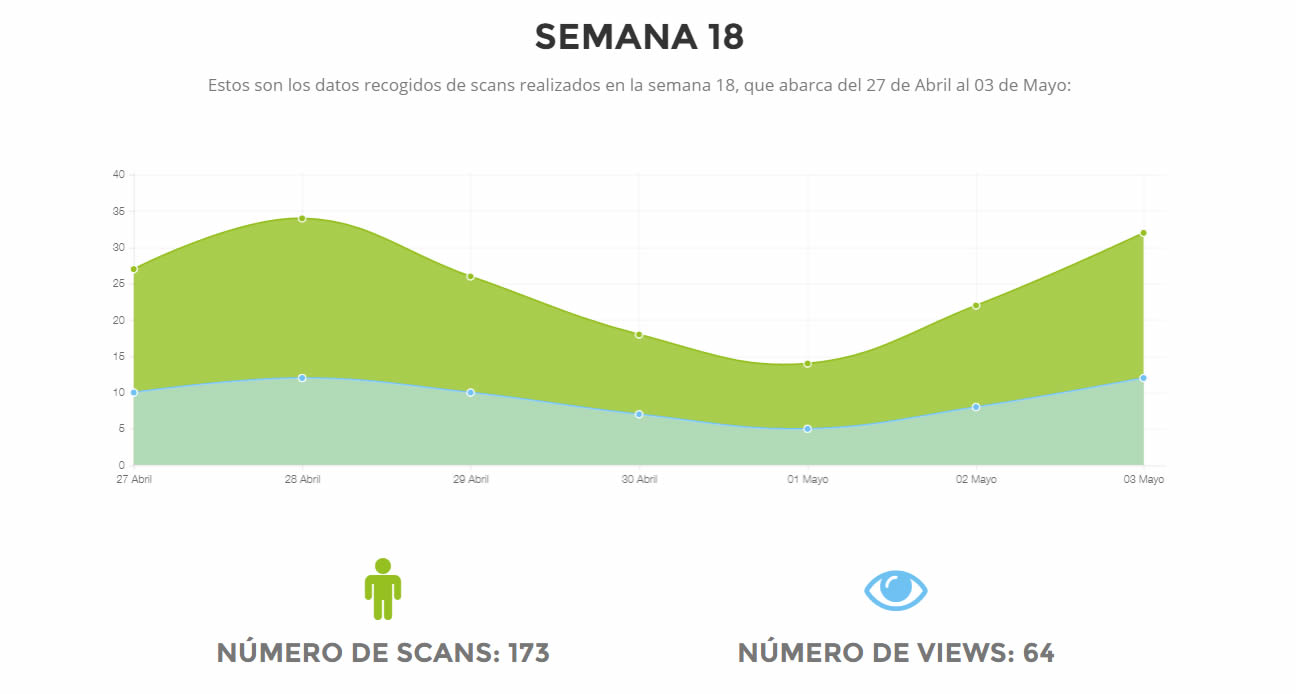 SEMANA 18
Estos son los datos recogidos de scans realizados en la semana 18, que abarca del 27 de Abril al 03 de Mayo:
40
35
30
25
20
15
10
5
0
27 Abril 28 Abril 29 Abril 30 Abril 01 Mayo 02 Mayo 03 Mayo
NÚMERO DE SCANS: 173 NÚMERO DE VIEWS: 64